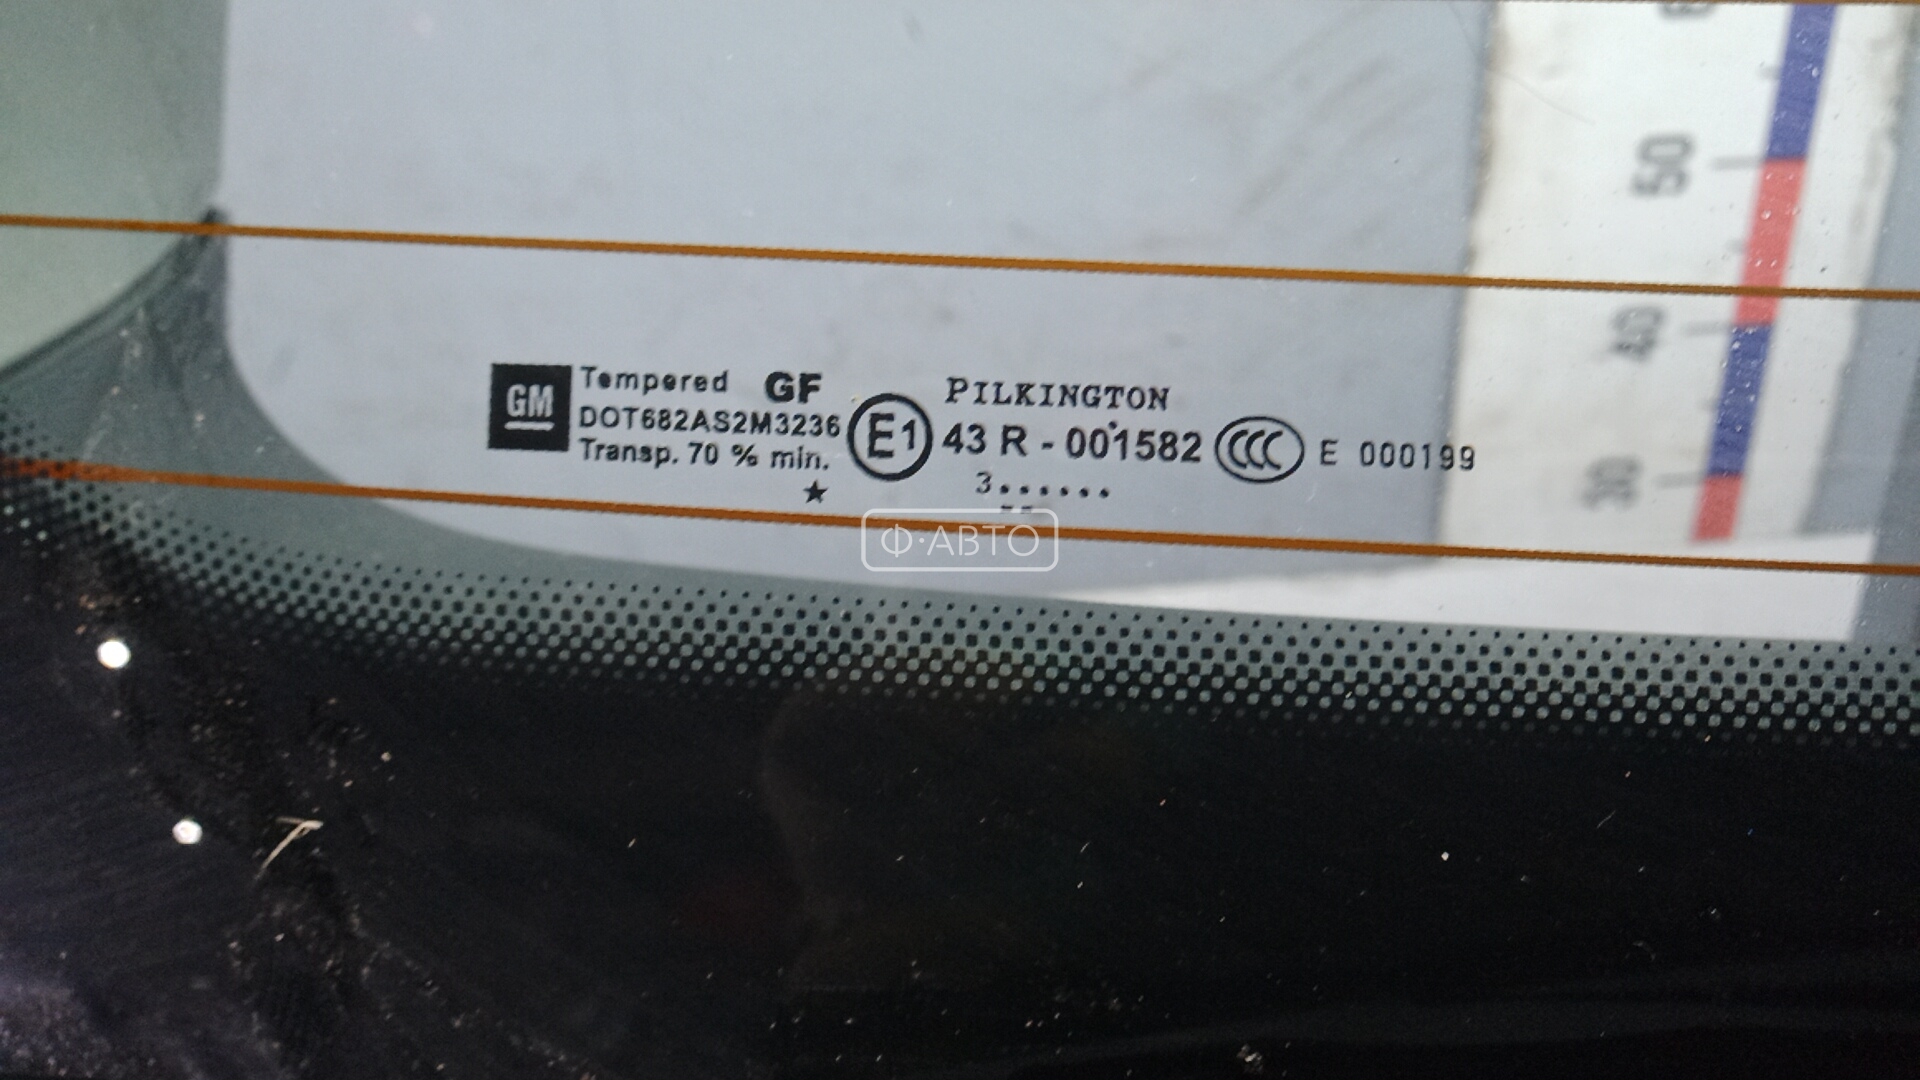 GM
Tempered GF
DOT682AS2M3236
Transp. 70 % min.
E1
PILKINGTON
43 R - 001582
CCC
E 000199
3......
★
Ф·АВТО
50
40
30